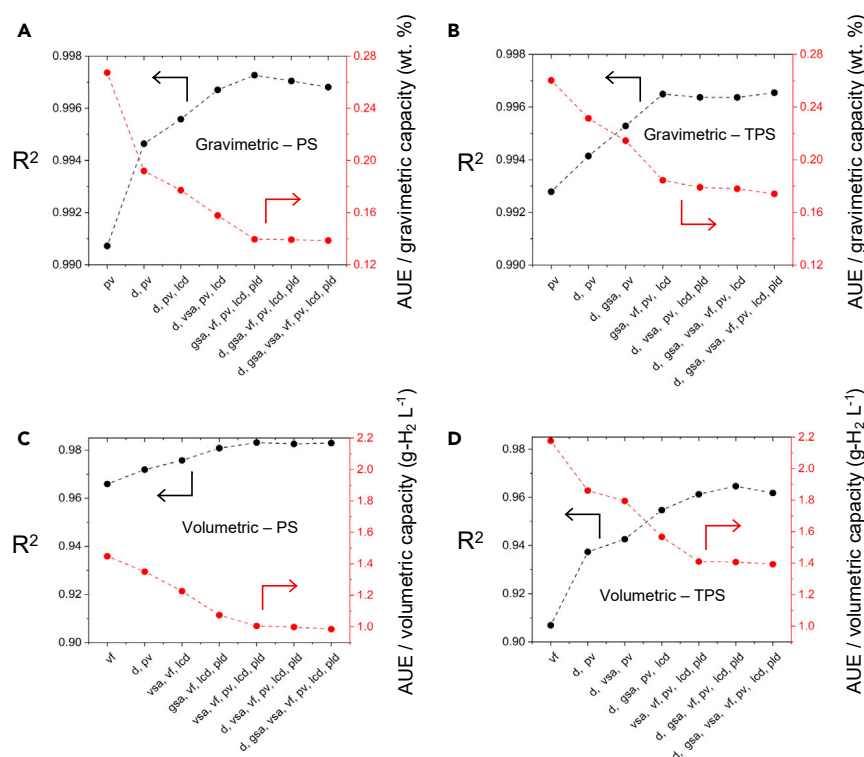 A
0.998
0.996
0.994
0.992
0.990
R²
Gravimetric – PS
0.28
0.24
0.20
0.16
0.12
AUE / gravimetric capacity (wt. %)
pv
d, pv
d, pv, lcd
d, vsa, pv, lcd
gsa, vf, pv, lcd, pld
d, gsa, vf, pv, lcd, pld
d, gsa, vsa, vf, pv, lcd, pld
B
0.998
0.996
0.994
0.992
0.990
R²
Gravimetric – TPS
0.28
0.24
0.20
0.16
0.12
AUE / gravimetric capacity (wt. %)
pv
d, pv
d, gsa, pv
gsa, vf, pv, lcd
d, vsa, pv, lcd, pld
d, gsa, vsa, vf, pv, lcd
d, gsa, vsa, vf, pv, lcd, pld
C
0.98
0.96
0.94
0.92
0.90
R²
Volumetric – PS
2.2
2.0
1.8
1.6
1.4
1.2
1.0
AUE / volumetric capacity (g-H₂ L⁻¹)
vf
d, pv
vsa, vf, lcd
gsa, vf, lcd, pld
vsa, vf, pv, lcd, pld
d, vsa, vf, pv, lcd, pld
d, gsa, vsa, vf, pv, lcd, pld
D
0.98
0.96
0.94
0.92
0.90
R²
Volumetric – TPS
2.2
2.0
1.8
1.6
1.4
1.2
1.0
AUE / volumetric capacity (g-H₂ L⁻¹)
vf
d, pv
d, vsa, pv
d, gsa, pv, lcd
vsa, vf, pv, lcd, pld
d, gsa, vf, pv, lcd, pld
d, gsa, vsa, vf, pv, lcd, pld